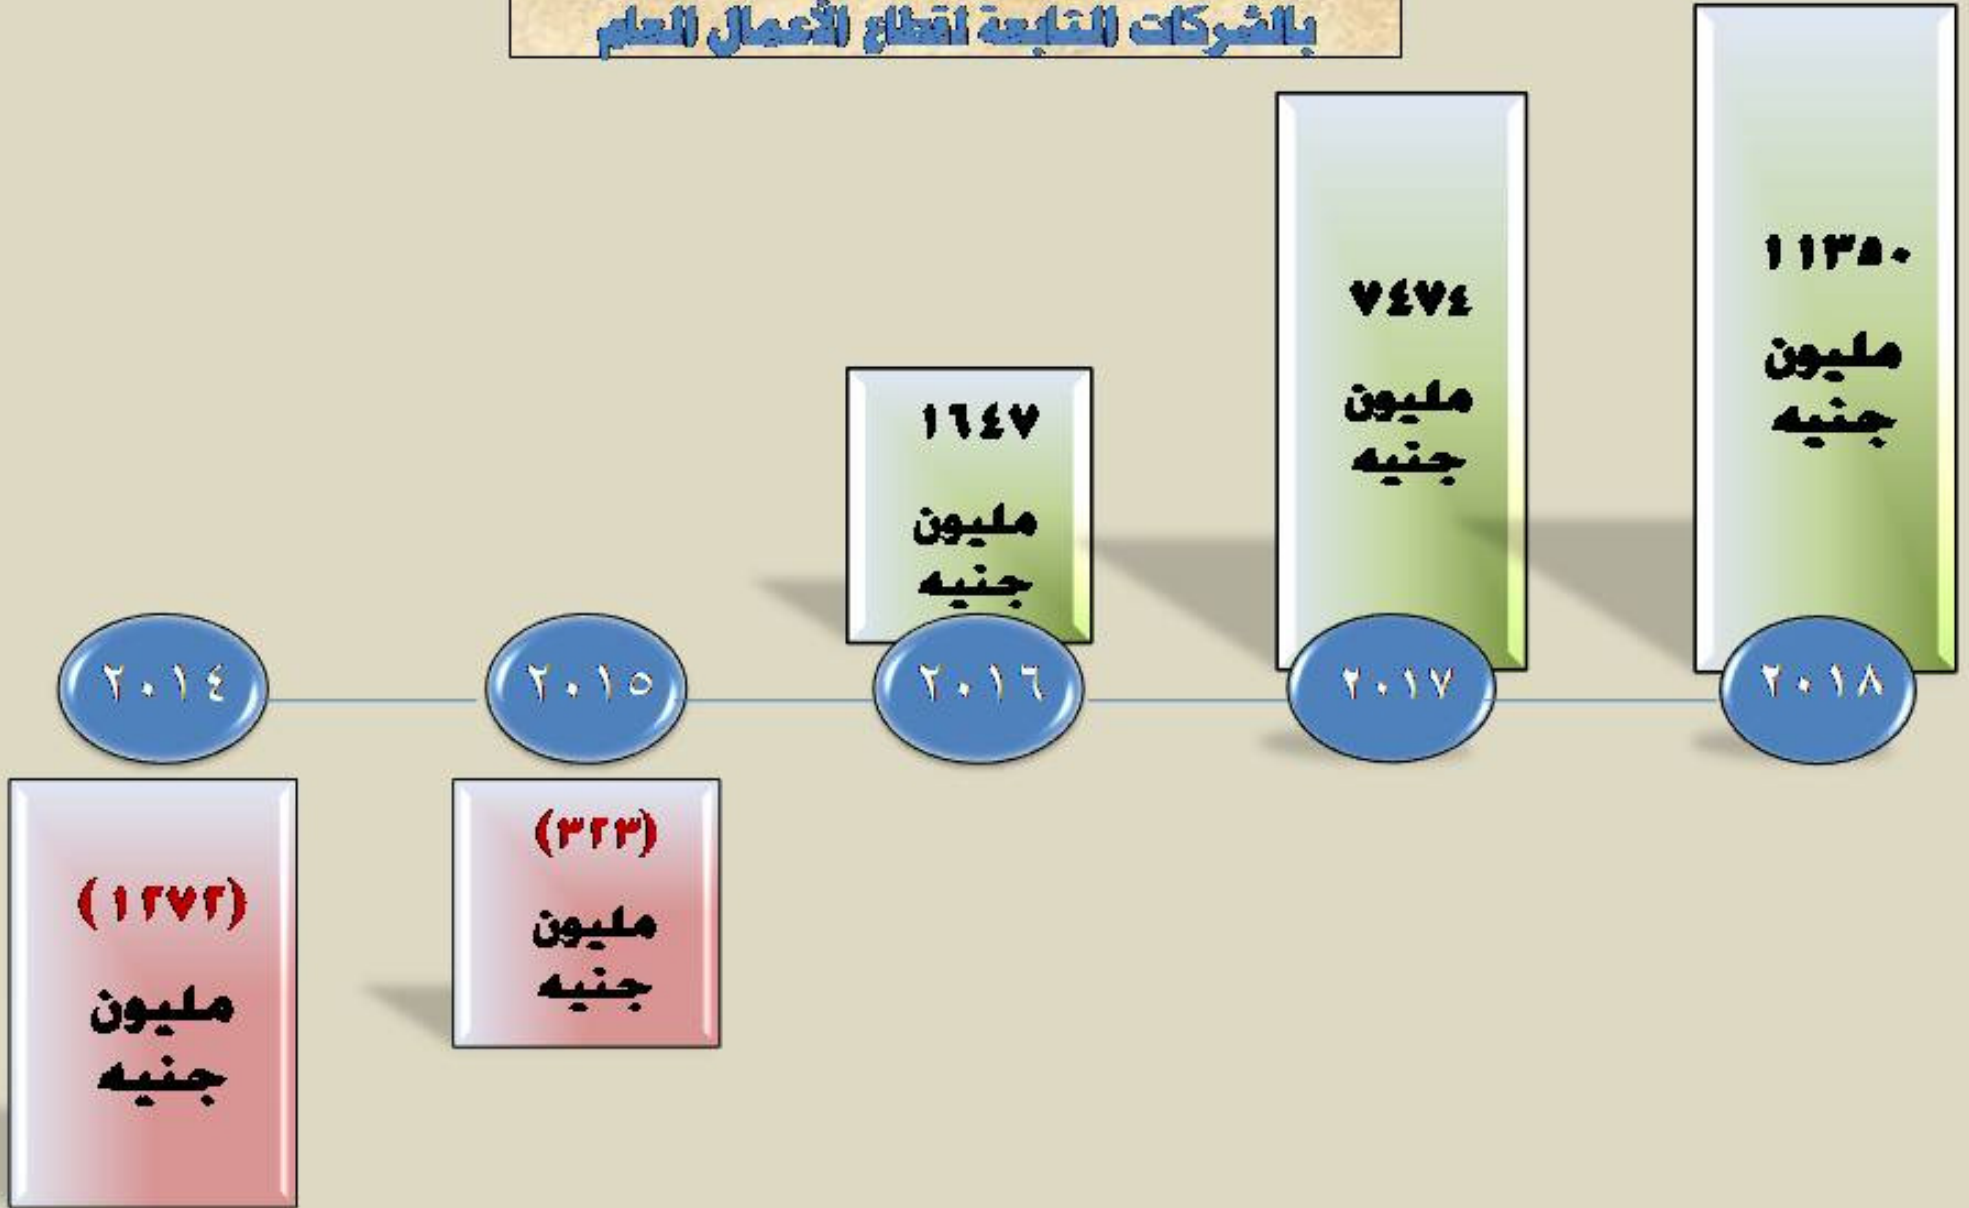 بالشركات التابعة لقطاع الأعمال العام
١١٣٥٠
مليون
جنيه
٧٤٧٤
مليون
جنيه
١٦٤٧
مليون
جنيه
٢٠١٤
٢٠١٥
٢٠١٦
٢٠١٧
٢٠١٨
(٣٢٣)
مليون
جنيه
(١٢٧٢)
مليون
جنيه